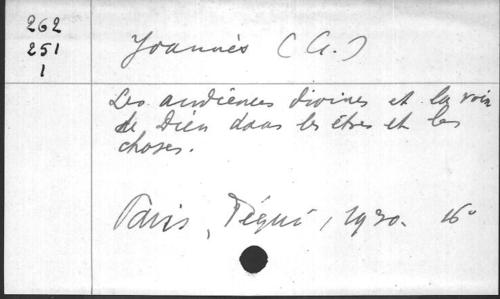 262
251
1
Joannès (G.)
Les audiences divines et la voix
de Dieu dans les êtres et les
choses.
Paris, Téqui, 1920. 16°